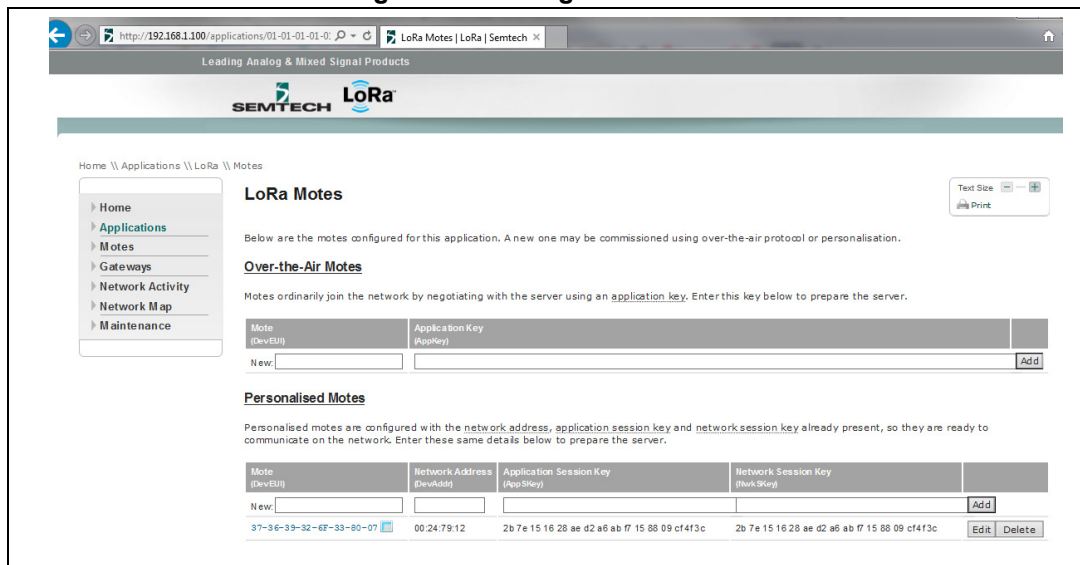 http://192.168.1.100/applications/01-01-01-01-0:
LoRa Motes | LoRa | Semtech ×
Leading Analog & Mixed Signal Products
SEMTECH LoRa™
Home \\ Applications \\ LoRa \\ Motes
Home
Applications
Motes
Gateways
Network Activity
Network Map
Maintenance
LoRa Motes
Text Size - +
Print
Below are the motes configured for this application. A new one may be commissioned using over-the-air protocol or personalisation.
Over-the-Air Motes
Motes ordinarily join the network by negotiating with the server using an application key. Enter this key below to prepare the server.
Mote Application Key
(DevEUI) (AppKey)
New: Add
Personalised Motes
Personalised motes are configured with the network address, application session key and network session key already present, so they are ready to
communicate on the network. Enter these same details below to prepare the server.
Mote Network Address Application Session Key Network Session Key
(DevEUI) (DevAddr) (AppSKey) (NwkSKey)
New: Add
37-36-39-32-6F-33-80-07 00:24:79:12 2b 7e 15 16 28 ae d2 a6 ab f7 15 88 09 cf 4f 3c 2b 7e 15 16 28 ae d2 a6 ab f7 15 88 09 cf 4f 3c Edit Delete